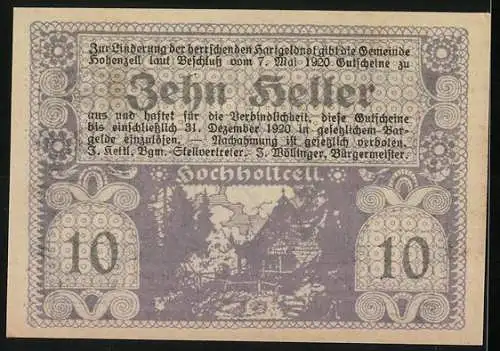 Zur Linderung der herrschenden Hartgeldnot gibt die Gemeinde
Hohenzell laut Beschluß vom 7. Mai 1920 Gutscheine zu
Zehn Heller
aus und haftet für die Verbindlichkeit, diese Gutscheine
bis einschließlich 31. Dezember 1920 in gesetzlichem Bar-
gelde einzulösen. Nachahmung ist gesetzlich verboten.
J. Kettl, Bgm.-Stellvertreter. J. Wöllinger, Bürgermeister.
Hochhollcell.
10 10